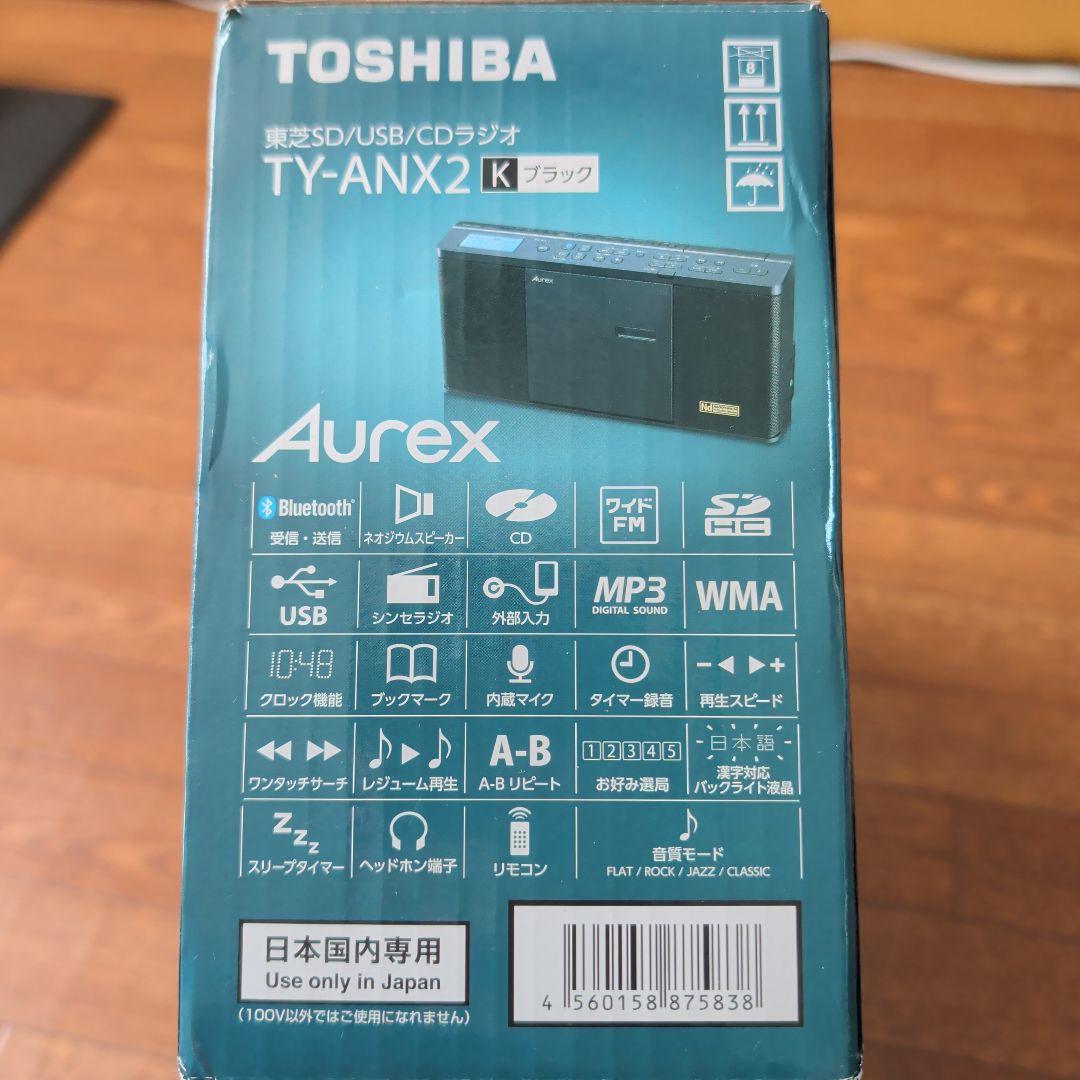 TOSHIBA
8
東芝SD/USB/CDラジオ
TY-ANX2 K ブラック
Aurex
Nd
Aurex
Bluetooth®
受信・送信
ネオジウムスピーカー
CD
ワイド
FM
SD
HC
USB
シンセラジオ
外部入力
MP3
DIGITAL SOUND
WMA
10:48
クロック機能
ブックマーク
内蔵マイク
タイマー録音
再生スピード
ワンタッチサーチ
レジューム再生
A-B
A-B リピート
1 2 3 4 5
お好み選局
日本語
漢字対応
バックライト液晶
zzz
スリープタイマー
ヘッドホン端子
リモコン
音質モード
FLAT / ROCK / JAZZ / CLASSIC
日本国内専用
Use only in Japan
(100V以外ではご使用になれません)
4 560158 875838